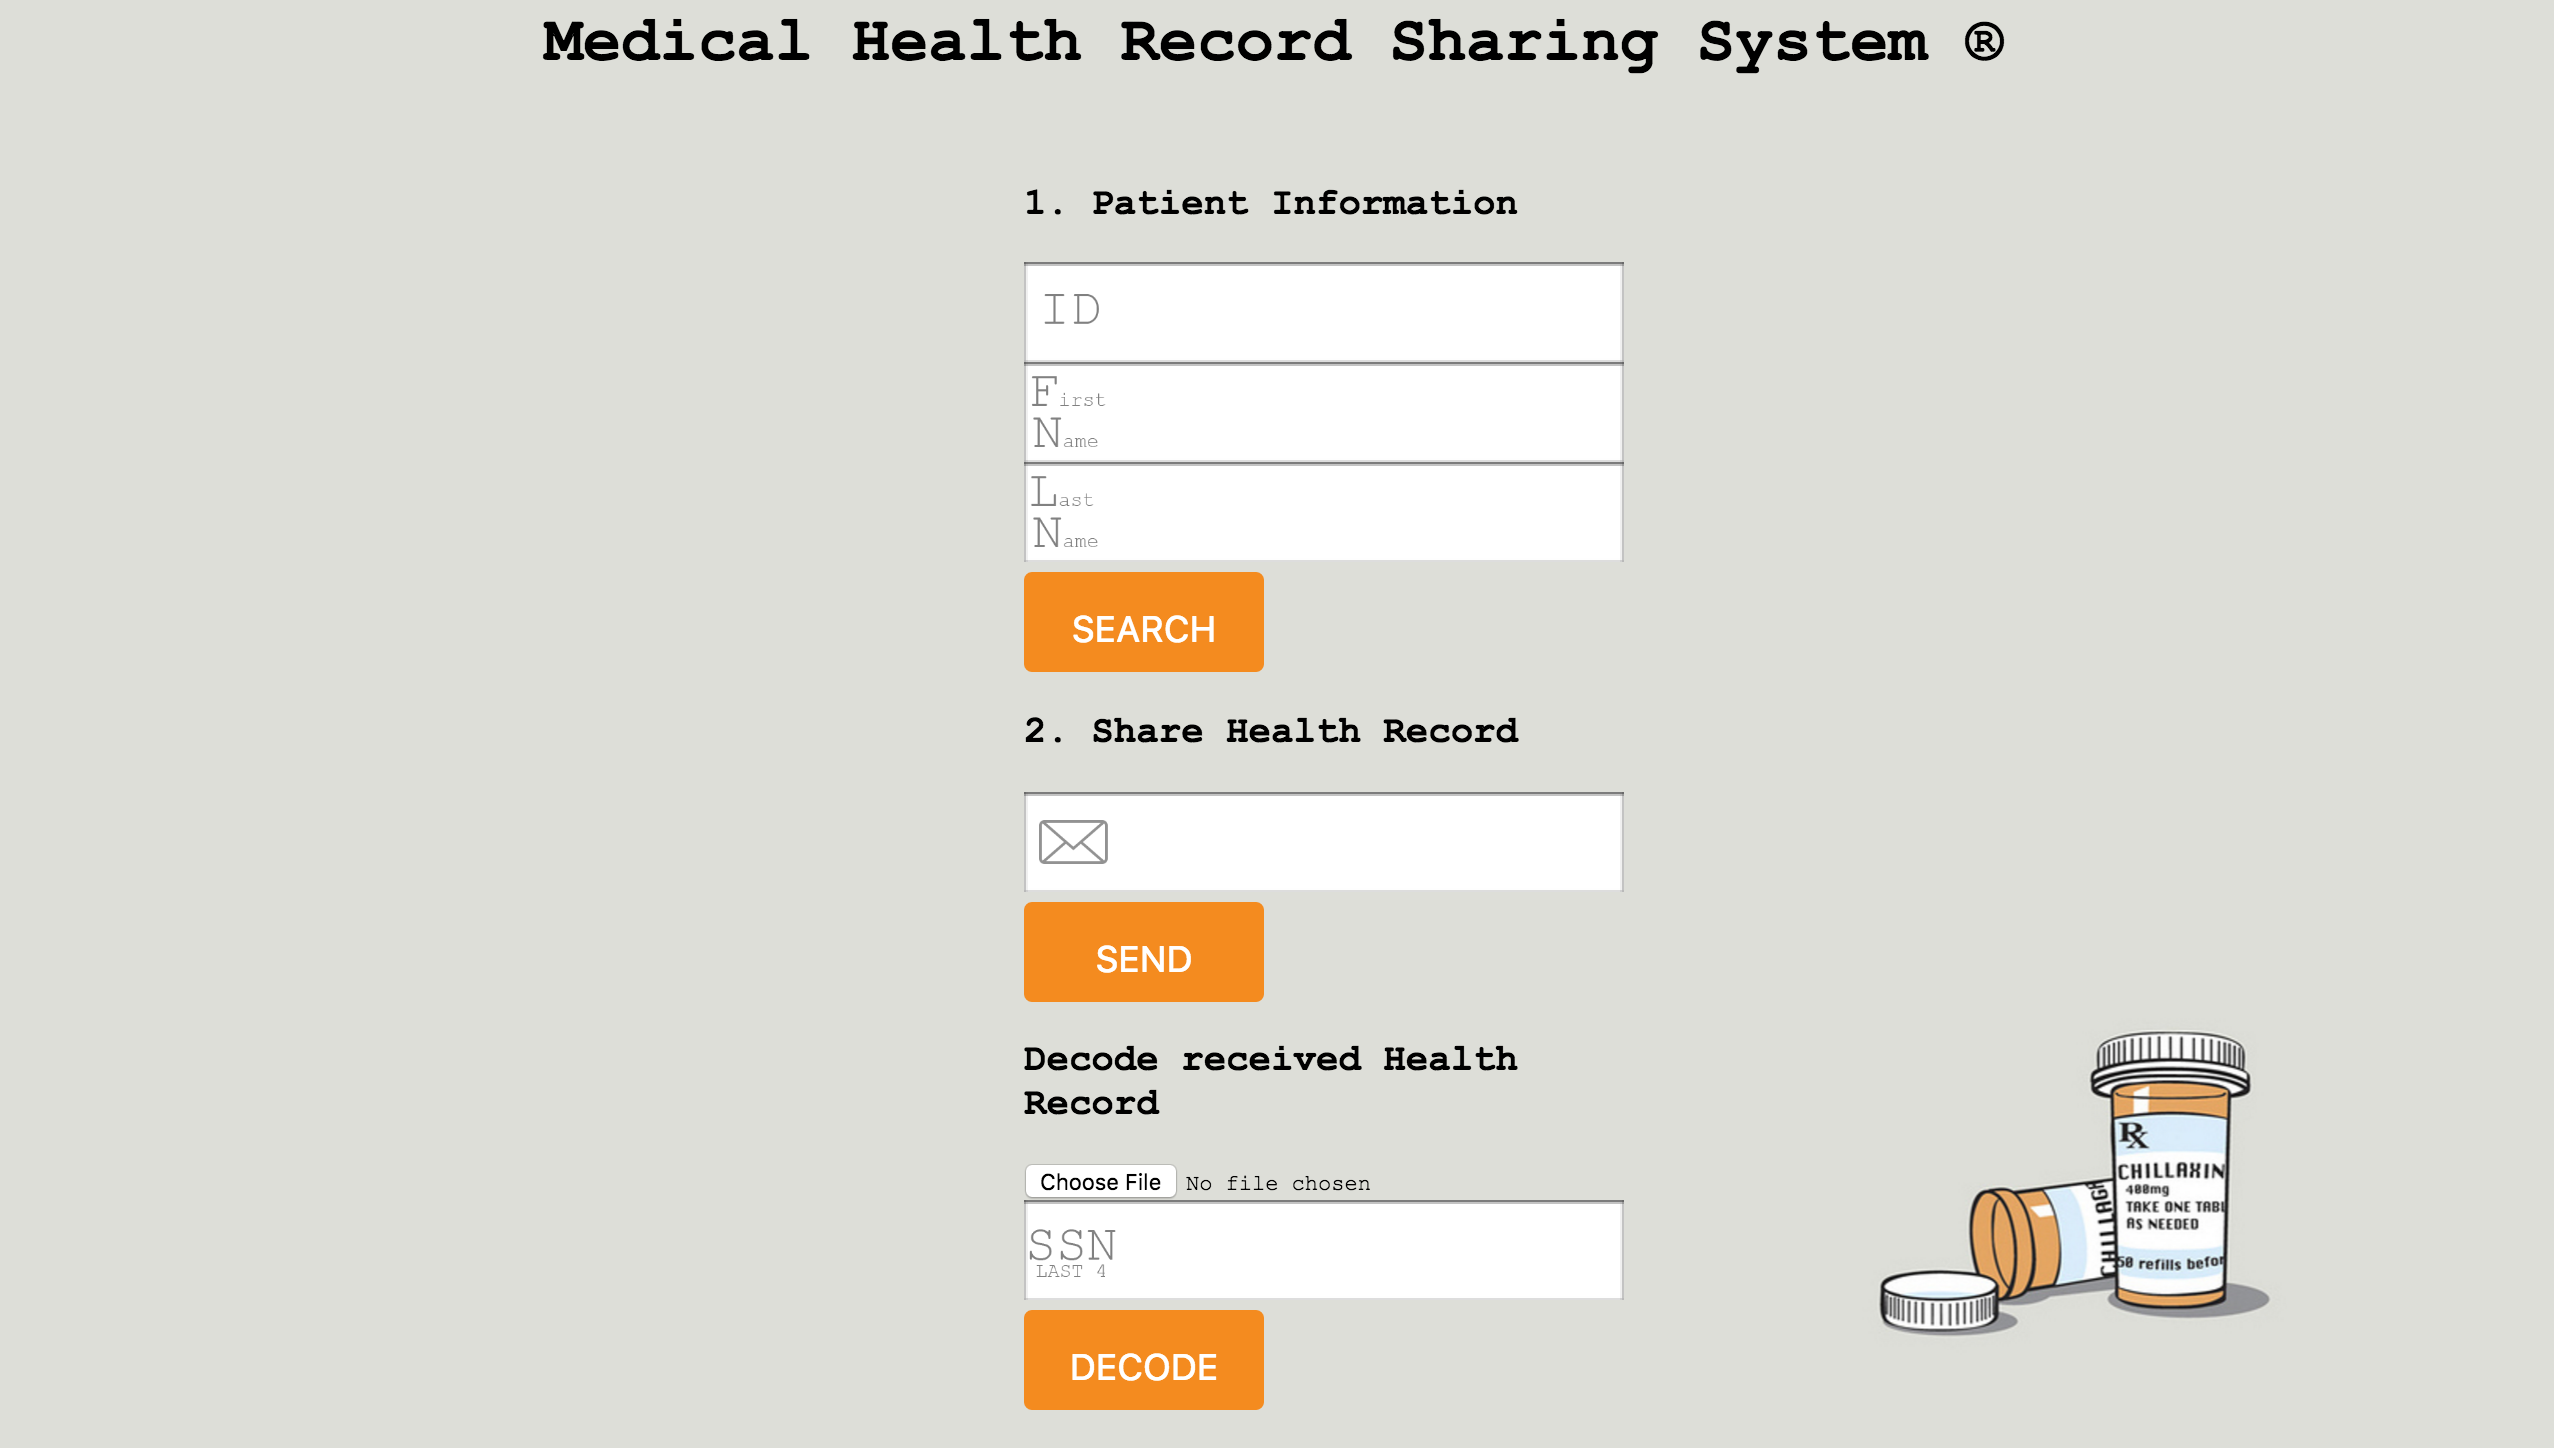 Medical Health Record Sharing System ®
1. Patient Information
ID
First
Name
Last
Name
SEARCH
2. Share Health Record
SEND
Decode received Health
Record
Choose File No file chosen
SSN
LAST 4
DECODE
Rx
CHILLAXIN
400mg
TAKE ONE TABL
AS NEEDED
50 refills befor